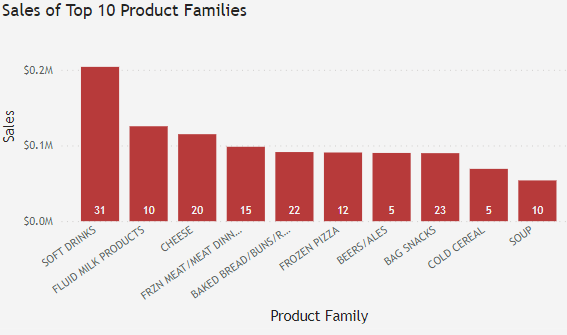 Sales of Top 10 Product Families
Sales
$0.2M
$0.1M
$0.0M
31 10 20 15 22 12 5 23 5 10
SOFT DRINKS
FLUID MILK PRODUCTS
CHEESE
FRZN MEAT/MEAT DINN...
BAKED BREAD/BUNS/R...
FROZEN PIZZA
BEERS/ALES
BAG SNACKS
COLD CEREAL
SOUP
Product Family